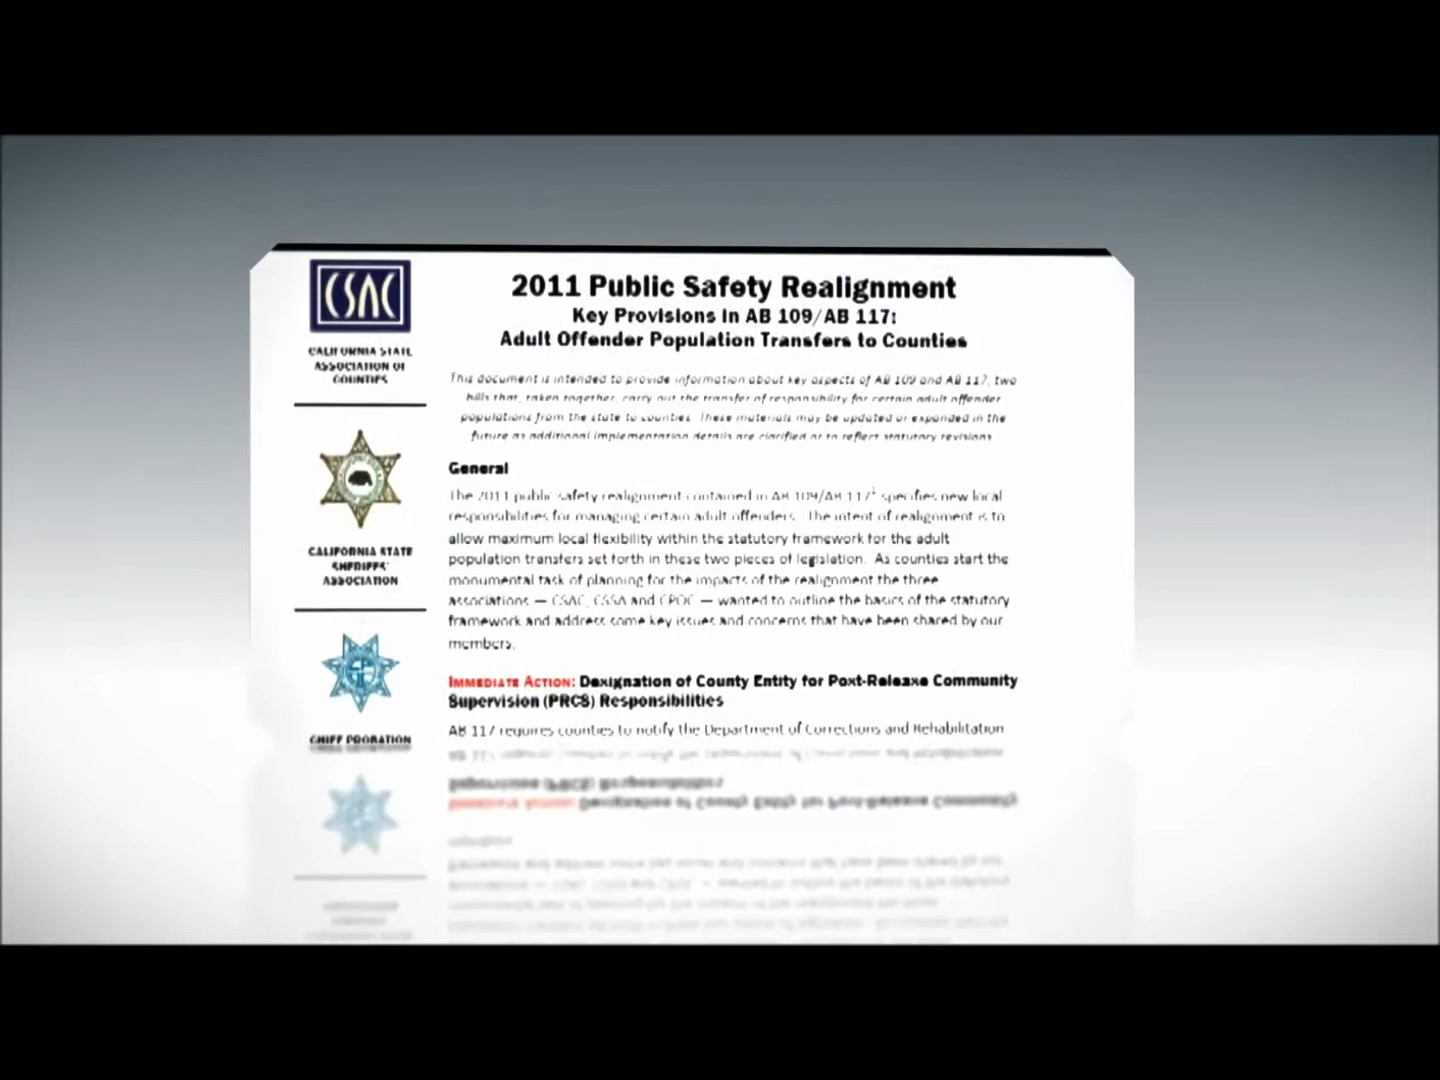 CSAC
CALIFORNIA STATE
ASSOCIATION OF
COUNTIES
CALIFORNIA STATE
SHERIFFS'
ASSOCIATION
CHIEF PROBATION
2011 Public Safety Realignment
Key Provisions in AB 109/AB 117:
Adult Offender Population Transfers to Counties
This document is intended to provide information about key aspects of AB 109 and AB 117, two
bills that, taken together, carry out the transfer of responsibility for certain adult offender
populations from the state to counties. These materials may be updated or expanded in the
future as additional implementation details are clarified or to reflect statutory revisions.
General
The 2011 public safety realignment contained in AB 109/AB 117¹ specifies new local
responsibilities for managing certain adult offenders. The intent of realignment is to
allow maximum local flexibility within the statutory framework for the adult
population transfers set forth in these two pieces of legislation. As counties start the
monumental task of planning for the impacts of the realignment the three
associations — CSAC, CSSA and CPOC — wanted to outline the basics of the statutory
framework and address some key issues and concerns that have been shared by our
members.
IMMEDIATE ACTION: Designation of County Entity for Post-Release Community
Supervision (PRCS) Responsibilities
AB 117 requires counties to notify the Department of Corrections and Rehabilitation